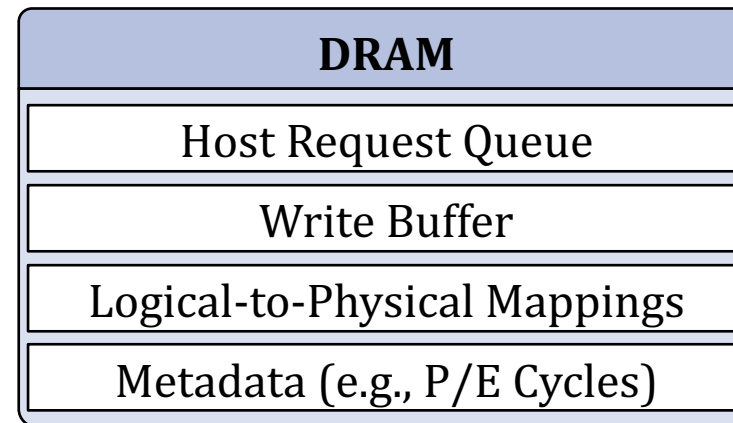 DRAM
Host Request Queue
Write Buffer
Logical-to-Physical Mappings
Metadata (e.g., P/E Cycles)